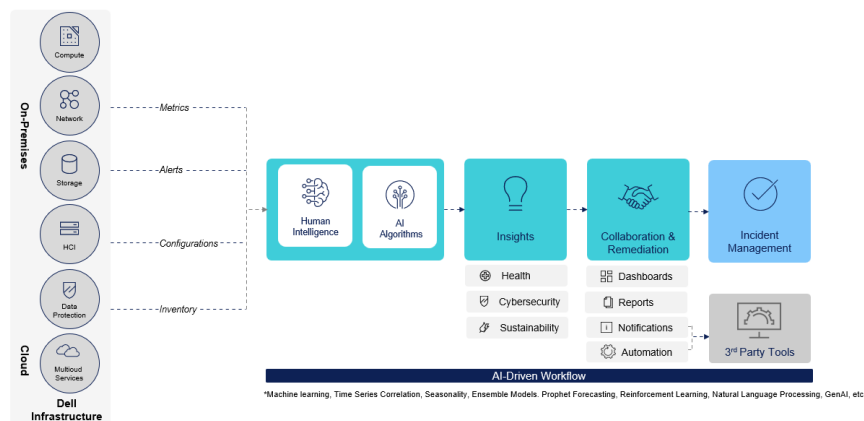 On-Premises
Cloud
Compute
Network
Storage
HCI
Data
Protection
Multioud
Services
Dell
Infrastructure
Metrics
Alerts
Configurations
Inventory
Human
Intelligence
AI
Algorithms
Insights
Health
Cybersecurity
Sustainability
Collaboration &
Remediation
Dashboards
Reports
Notifications
Automation
Incident
Management
3rd Party Tools
AI-Driven Workflow
*Machine learning, Time Series Correlation, Seasonality, Ensemble Models. Prophet Forecasting, Reinforcement Learning, Natural Language Processing, GenAI, etc